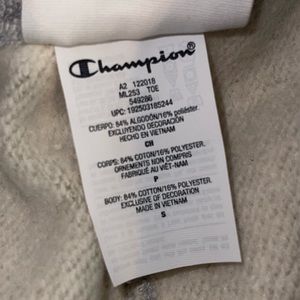 Champion
A2 122018
ML253 TOE
549286
UPC: 192503185244
CUERPO: 84% ALGODÓN/16% poliéster.
EXCLUYENDO DECORACIÓN
HECHO EN VIETNAM
CH
CORPS: 84% COTON/16% POLYESTER.
ORNEMENTS NON COMPRIS
FABRIQUÉ AU VIÊT-NAM
P
BODY: 84% COTTON/16% POLYESTER.
EXCLUSIVE OF DECORATION
MADE IN VIETNAM
S